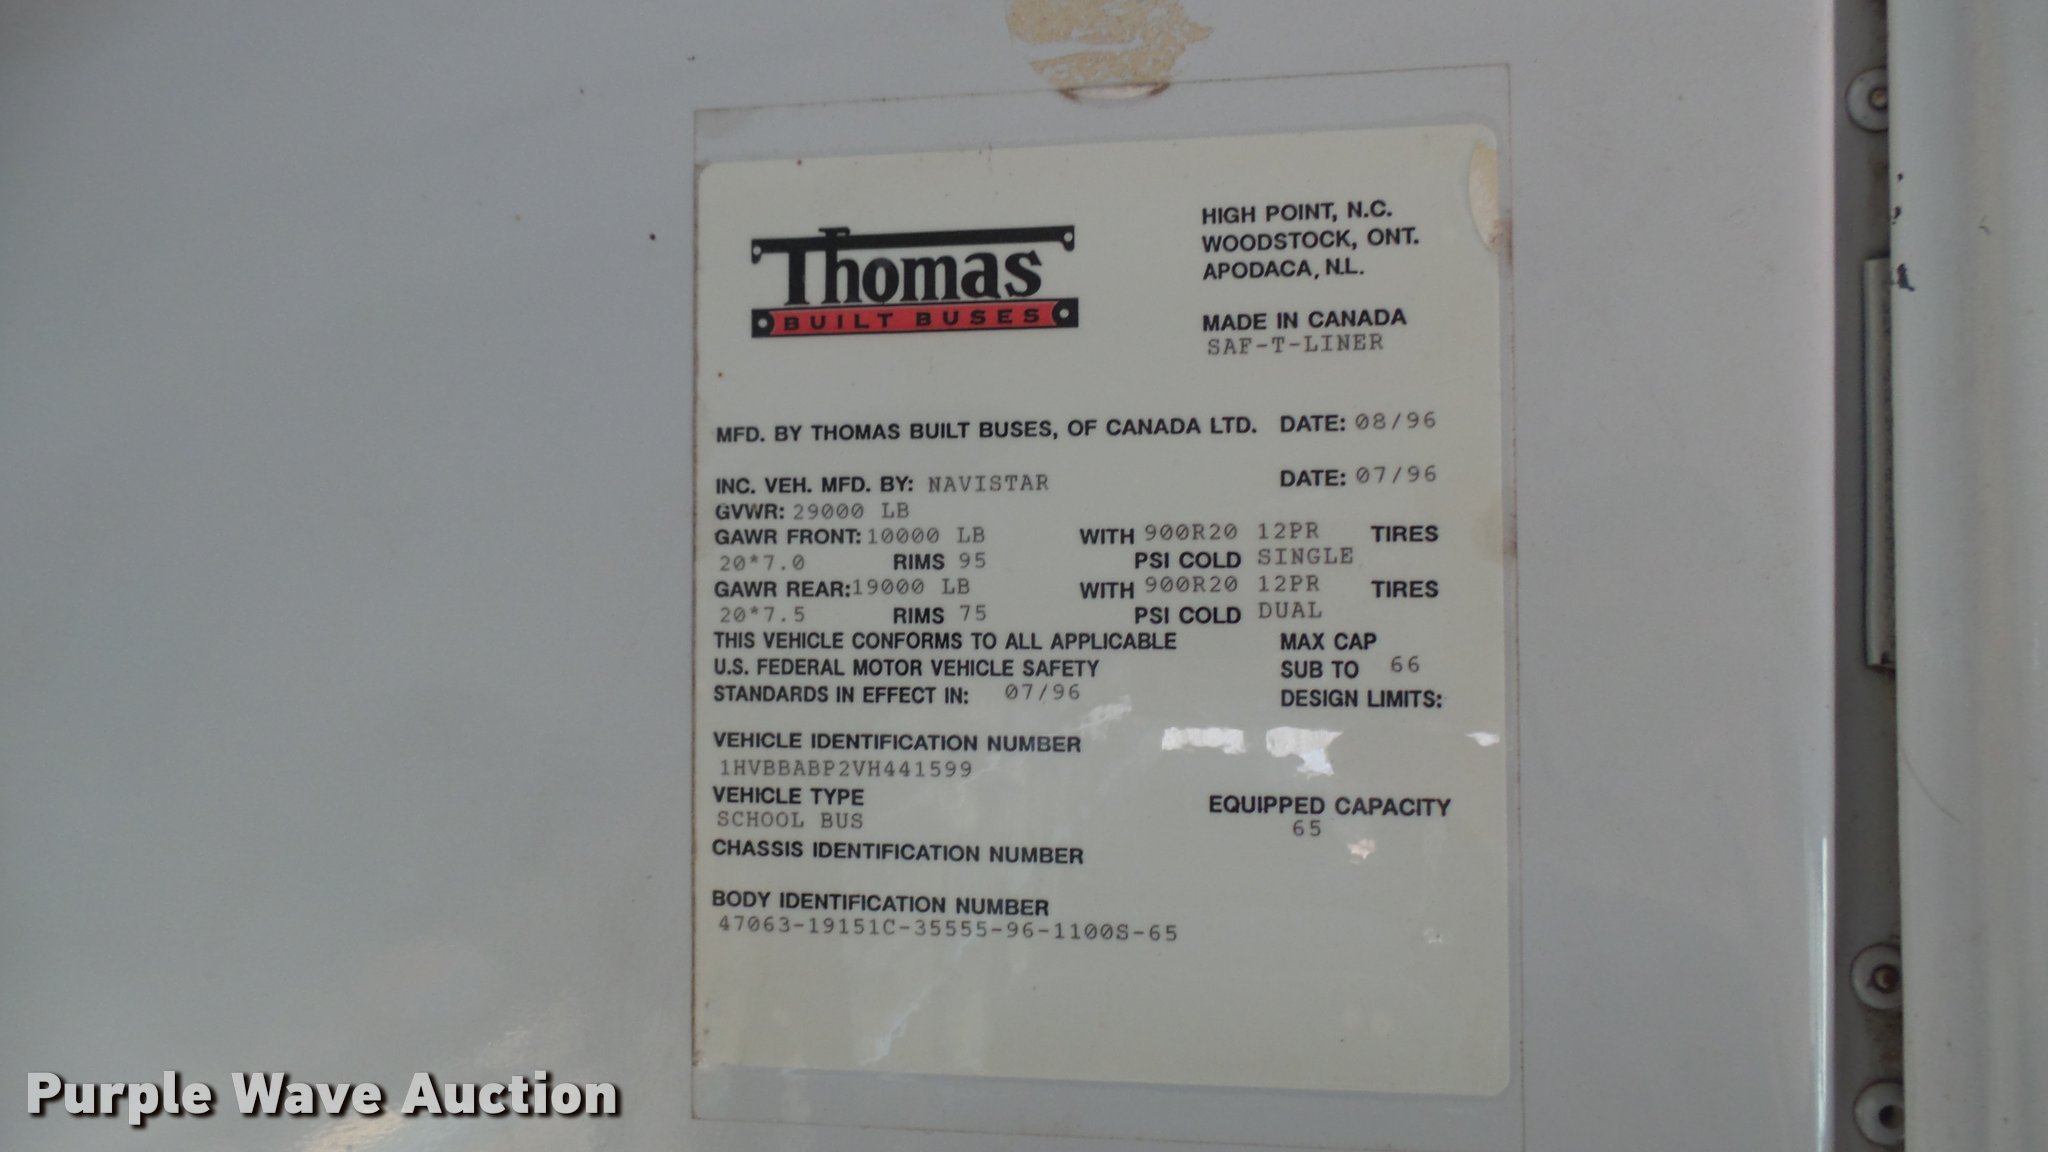 Thomas
BUILT BUSES
HIGH POINT, N.C.
WOODSTOCK, ONT.
APODACA, N.L.
MADE IN CANADA
SAF-T-LINER
MFD. BY THOMAS BUILT BUSES, OF CANADA LTD. DATE: 08/96
INC. VEH. MFD. BY: NAVISTAR DATE: 07/96
GVWR: 29000 LB
GAWR FRONT: 10000 LB WITH 900R20 12PR TIRES
20*7.0 RIMS 95 PSI COLD SINGLE
GAWR REAR: 19000 LB WITH 900R20 12PR TIRES
20*7.5 RIMS 75 PSI COLD DUAL
THIS VEHICLE CONFORMS TO ALL APPLICABLE MAX CAP
U.S. FEDERAL MOTOR VEHICLE SAFETY SUB TO 66
STANDARDS IN EFFECT IN: 07/96 DESIGN LIMITS:
VEHICLE IDENTIFICATION NUMBER
1HVBBABP2VH441599
VEHICLE TYPE EQUIPPED CAPACITY
SCHOOL BUS 65
CHASSIS IDENTIFICATION NUMBER
BODY IDENTIFICATION NUMBER
47063-19151C-35555-96-1100S-65
Purple Wave Auction